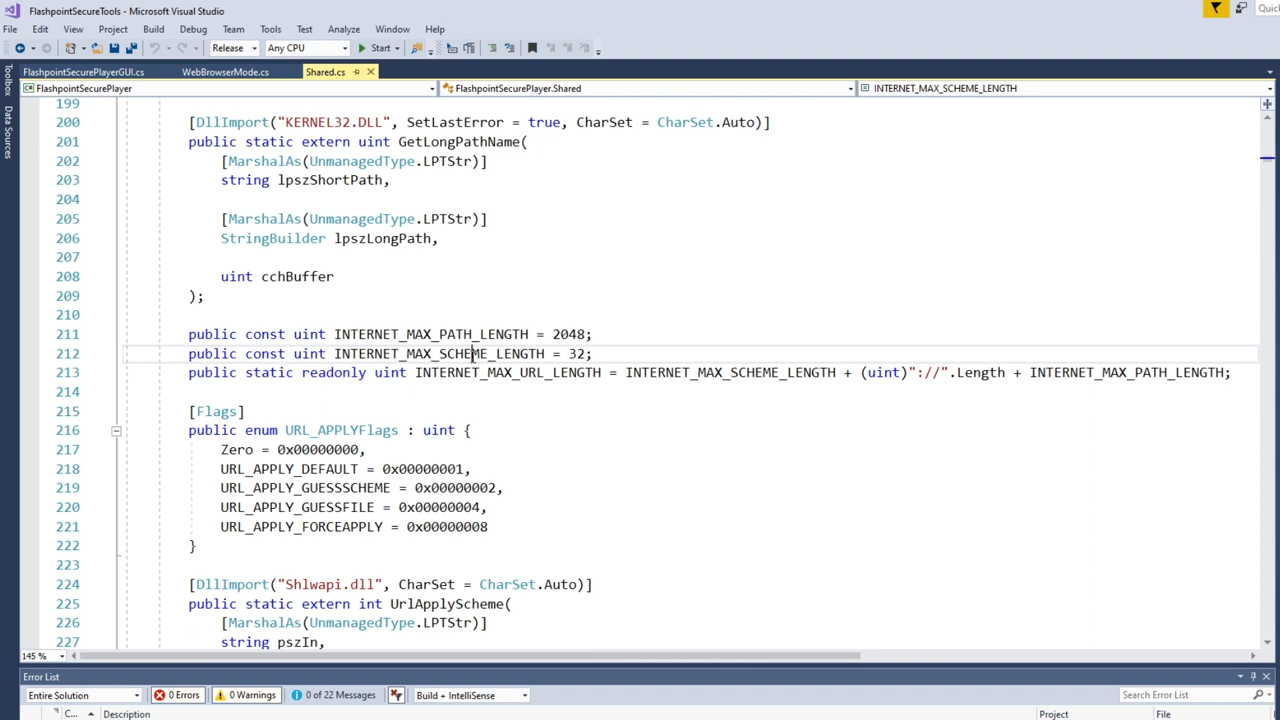 FlashpointSecureTools - Microsoft Visual Studio
Quic
File Edit View Project Build Debug Team Tools Test Analyze Window Help
Release Any CPU Start
Toolbox
Data Sources
FlashpointSecurePlayerGUI.cs WebBrowserMode.cs Shared.cs
FlashpointSecurePlayer FlashpointSecurePlayer.Shared INTERNET_MAX_SCHEME_LENGTH
199
200 [DllImport("KERNEL32.DLL", SetLastError = true, CharSet = CharSet.Auto)]
201 public static extern uint GetLongPathName(
202 [MarshalAs(UnmanagedType.LPTStr)]
203 string lpszShortPath,
204
205 [MarshalAs(UnmanagedType.LPTStr)]
206 StringBuilder lpszLongPath,
207
208 uint cchBuffer
209 );
210
211 public const uint INTERNET_MAX_PATH_LENGTH = 2048;
212 public const uint INTERNET_MAX_SCHEME_LENGTH = 32;
213 public static readonly uint INTERNET_MAX_URL_LENGTH = INTERNET_MAX_SCHEME_LENGTH + (uint)"://".Length + INTERNET_MAX_PATH_LENGTH;
214
215 [Flags]
216 public enum URL_APPLYFlags : uint {
217 Zero = 0x00000000,
218 URL_APPLY_DEFAULT = 0x00000001,
219 URL_APPLY_GUESSSCHEME = 0x00000002,
220 URL_APPLY_GUESSFILE = 0x00000004,
221 URL_APPLY_FORCEAPPLY = 0x00000008
222 }
223
224 [DllImport("Shlwapi.dll", CharSet = CharSet.Auto)]
225 public static extern int UrlApplyScheme(
226 [MarshalAs(UnmanagedType.LPTStr)]
227 string pszIn,
145 %
Error List
Entire Solution 0 Errors 0 Warnings 0 of 22 Messages Build + IntelliSense Search Error List
C... Description Project File